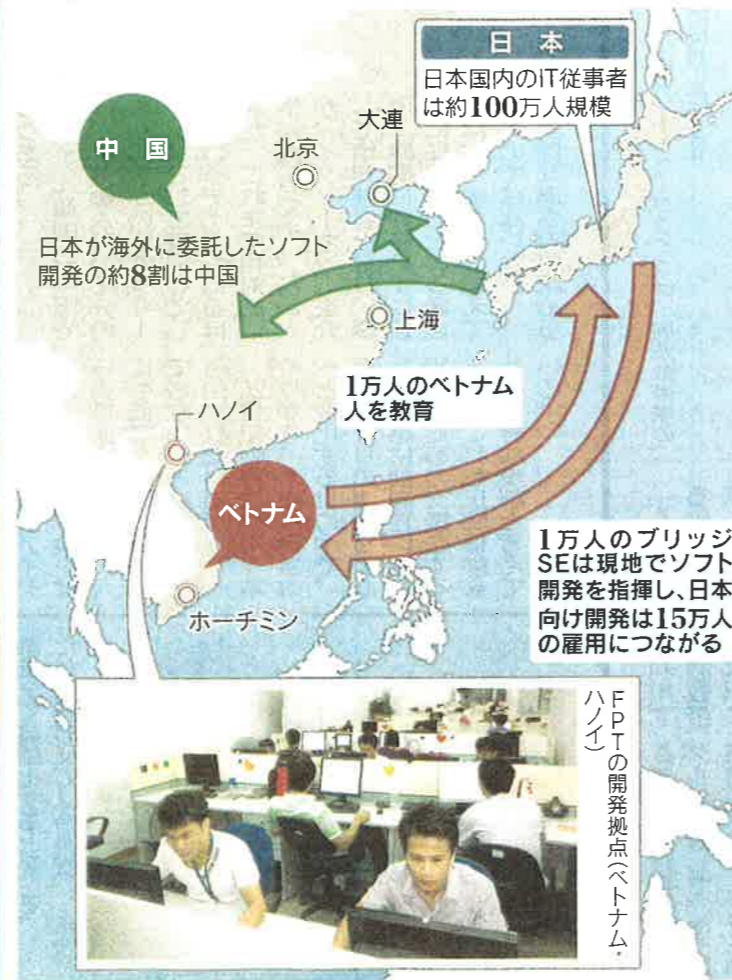 日 本
日本国内のIT従事者
は約100万人規模
大連
中 国
北京
日本が海外に委託したソフト
開発の約8割は中国
上海
1万人のベトナム
人を教育
ハノイ
ベトナム
1万人のブリッジ
SEは現地でソフト
開発を指揮し、日本
向け開発は15万人
の雇用につながる
ホーチミン
FPTの開発拠点(ベトナム・
ハノイ)